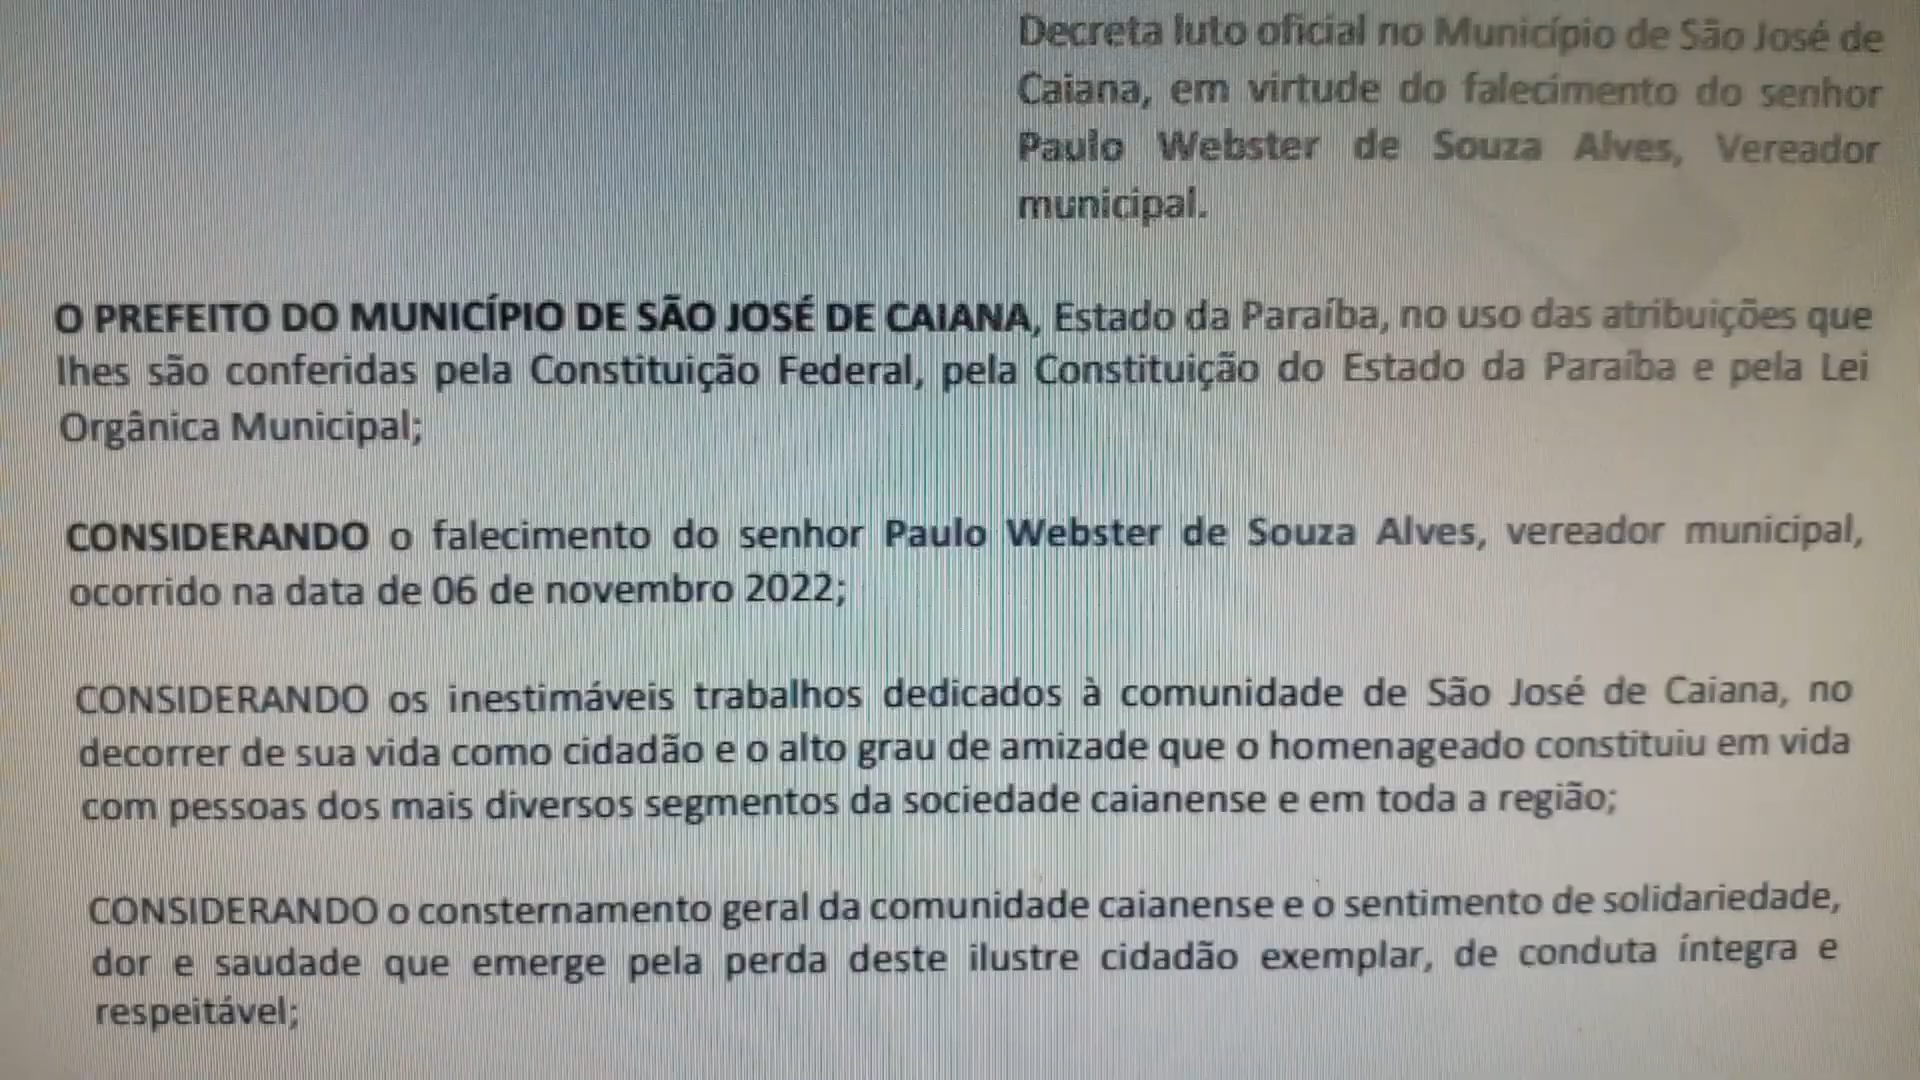 Decreta luto oficial no Município de São José de
Caiana, em virtude do falecimento do senhor
Paulo Webster de Souza Alves, Vereador
municipal.
O PREFEITO DO MUNICÍPIO DE SÃO JOSÉ DE CAIANA, Estado da Paraíba, no uso das atribuições que
lhes são conferidas pela Constituição Federal, pela Constituição do Estado da Paraíba e pela Lei
Orgânica Municipal;
CONSIDERANDO o falecimento do senhor Paulo Webster de Souza Alves, vereador municipal,
ocorrido na data de 06 de novembro 2022;
CONSIDERANDO os inestimáveis trabalhos dedicados à comunidade de São José de Caiana, no
decorrer de sua vida como cidadão e o alto grau de amizade que o homenageado constituiu em vida
com pessoas dos mais diversos segmentos da sociedade caianense e em toda a região;
CONSIDERANDO o consternamento geral da comunidade caianense e o sentimento de solidariedade,
dor e saudade que emerge pela perda deste ilustre cidadão exemplar, de conduta íntegra e
respeitável;